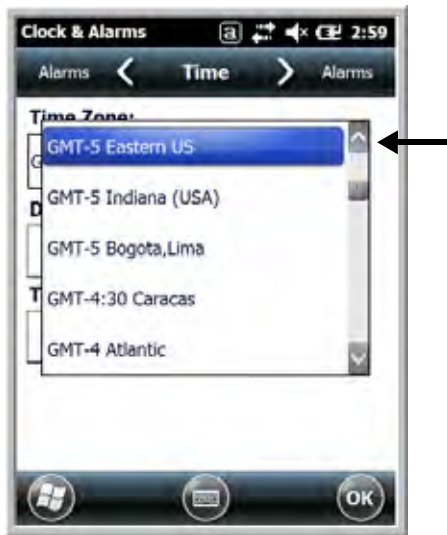 Clock & Alarms a 2:59
Alarms Time Alarms
Time Zone:
G
GMT-5 Eastern US
GMT-5 Indiana (USA)
D
GMT-5 Bogota,Lima
T
GMT-4:30 Caracas
GMT-4 Atlantic
OK